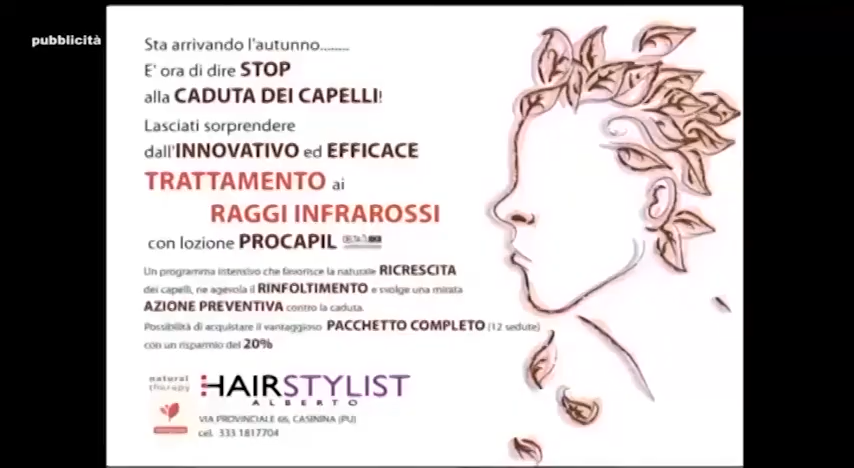 pubblicità
Sta arrivando l'autunno........
E' ora di dire STOP
alla CADUTA DEI CAPELLI!
Lasciati sorprendere
dall'INNOVATIVO ed EFFICACE
TRATTAMENTO ai
RAGGI INFRAROSSI
con lozione PROCAPIL
Un programma intensivo che favorisce la naturale RICRESCITA
dei capelli, ne agevola il RINFOLTIMENTO e svolge una mirata
AZIONE PREVENTIVA contro la caduta.
Possibilità di acquistare il vantaggioso PACCHETTO COMPLETO (12 sedute)
con un risparmio del 20%
natural
therapy
HAIRSTYLIST
ALBERTO
VIA PROVINCIALE 66, CASININA (PU)
cel. 333 1817704